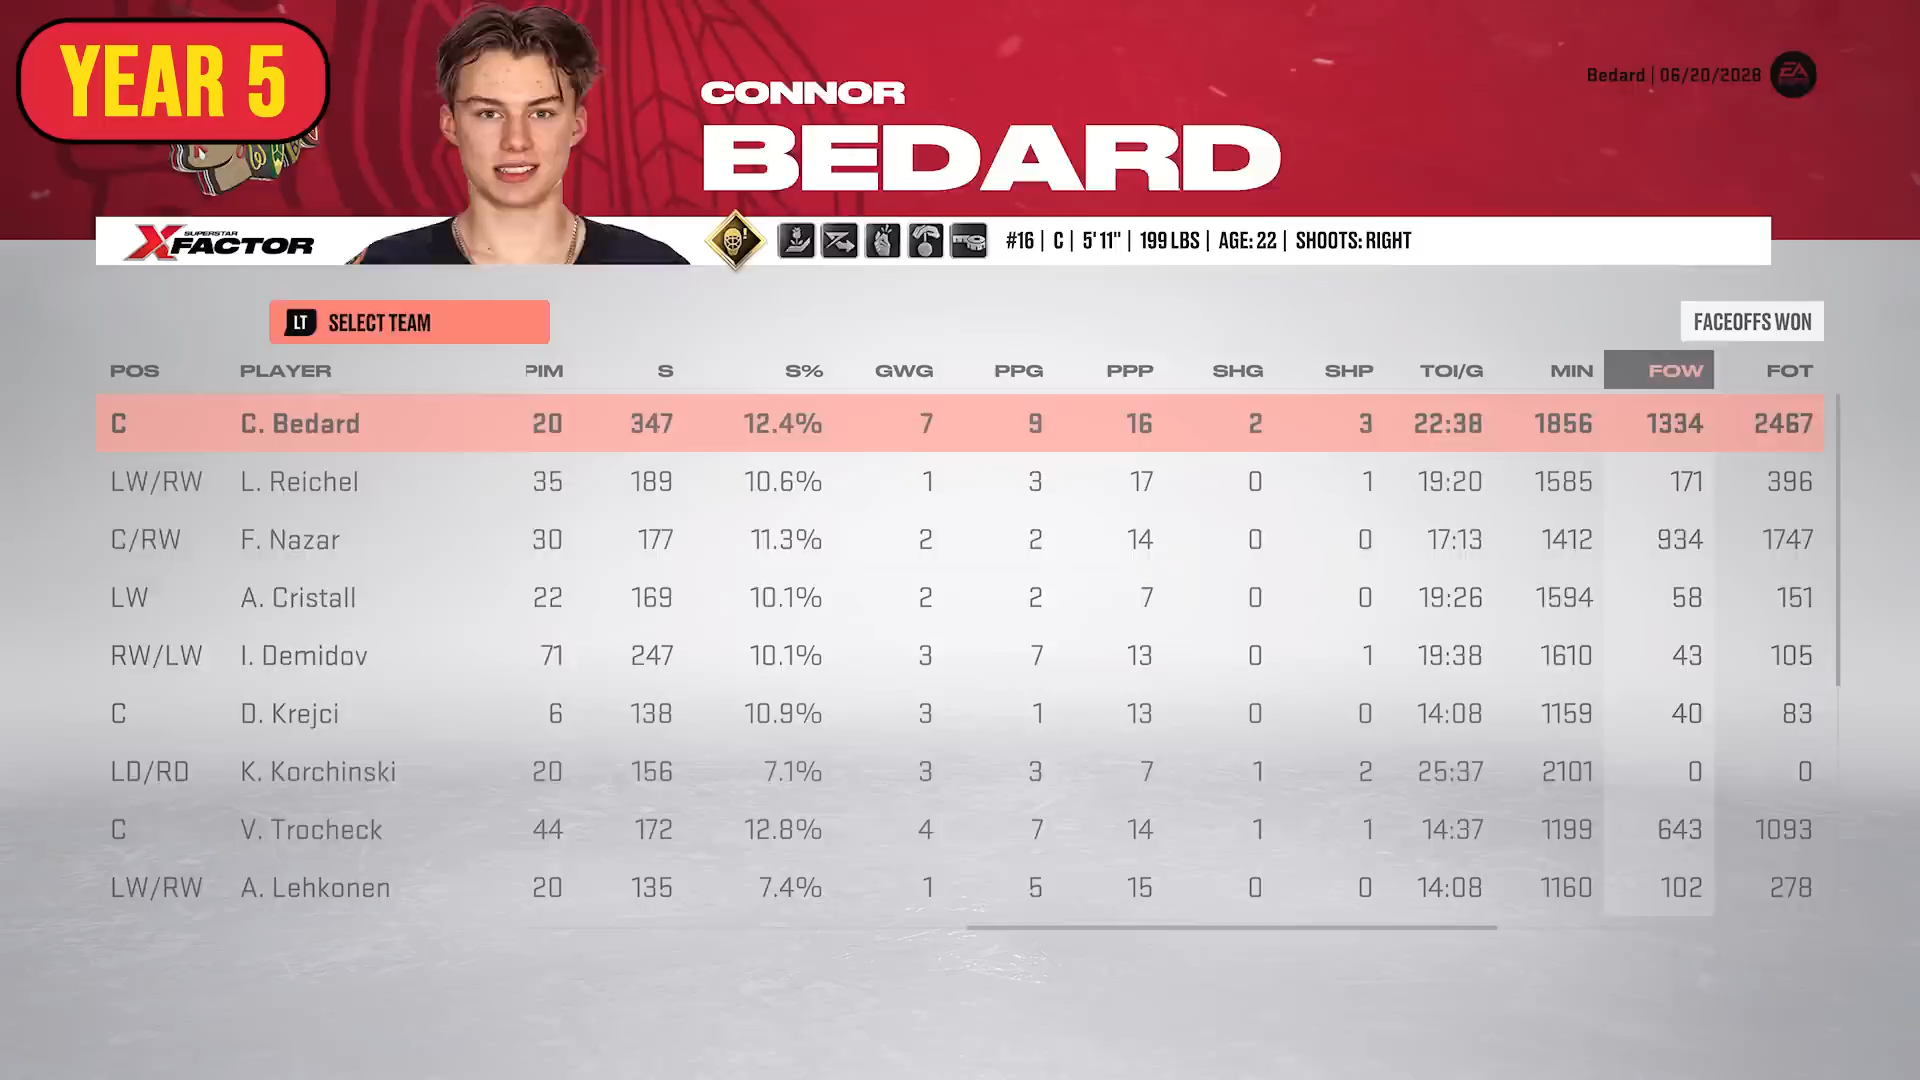 YEAR 5
CONNOR
BEDARD
Bedard | 06/20/2028
EA
SUPERSTAR
X FACTOR
#16 | C | 5'11" | 199 LBS | AGE: 22 | SHOOTS: RIGHT
LT SELECT TEAM
FACEOFFS WON
POS PLAYER PIM S S% GWG PPG PPP SHG SHP TOI/G MIN FOW FOT
C C. Bedard 20 347 12.4% 7 9 16 2 3 22:38 1856 1334 2467
LW/RW L. Reichel 35 189 10.6% 1 3 17 0 1 19:20 1585 171 396
C/RW F. Nazar 30 177 11.3% 2 2 14 0 0 17:13 1412 934 1747
LW A. Cristall 22 169 10.1% 2 2 7 0 0 19:26 1594 58 151
RW/LW I. Demidov 71 247 10.1% 3 7 13 0 1 19:38 1610 43 105
C D. Krejci 6 138 10.9% 3 1 13 0 0 14:08 1159 40 83
LD/RD K. Korchinski 20 156 7.1% 3 3 7 1 2 25:37 2101 0 0
C V. Trocheck 44 172 12.8% 4 7 14 1 1 14:37 1199 643 1093
LW/RW A. Lehkonen 20 135 7.4% 1 5 15 0 0 14:08 1160 102 278